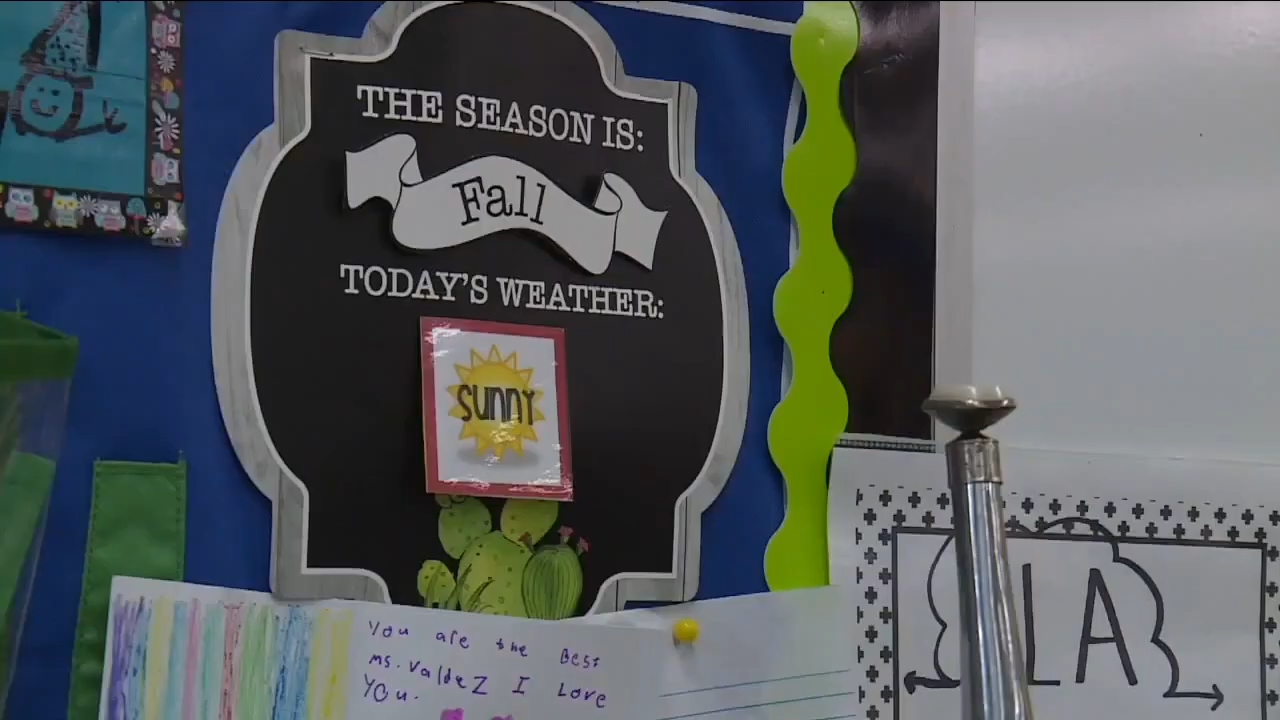 THE SEASON IS:
Fall
TODAY'S WEATHER:
SUNNY
You are the Best
ms. Valdez I Love
You.
LA